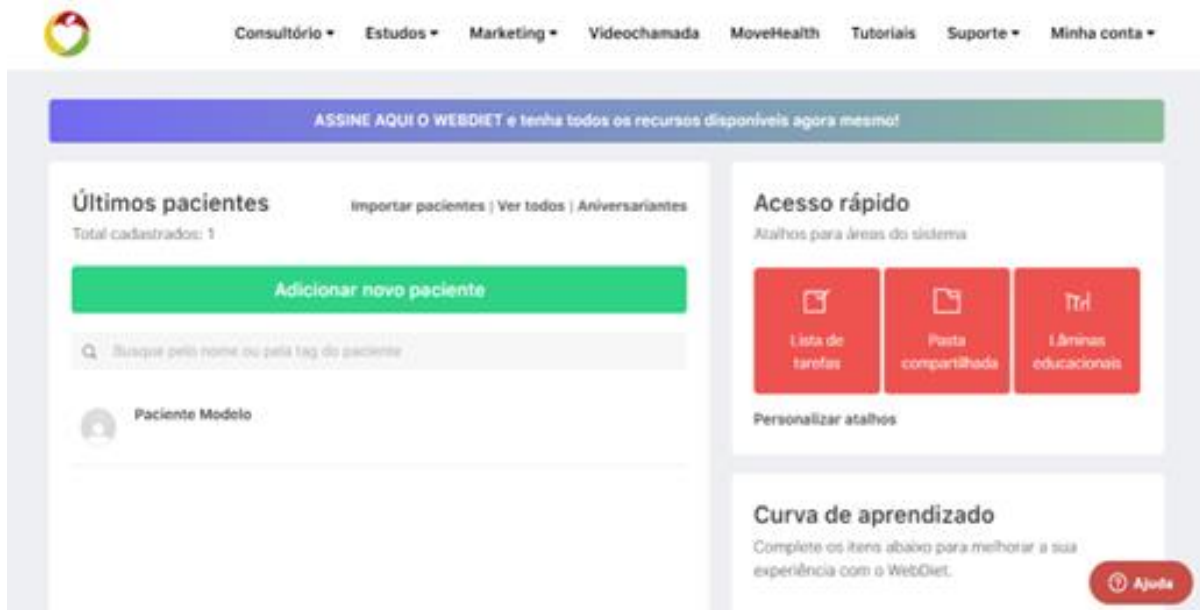 Consultório Estudos Marketing Videochamada MoveHealth Tutoriais Suporte Minha conta
ASSINE AQUI O WEBDIET e tenha todos os recursos disponíveis agora mesmo!
Últimos pacientes
Importar pacientes | Ver todos | Aniversariantes
Total cadastrados: 1
Adicionar novo paciente
Busque pelo nome ou pela tag do paciente
Paciente Modelo
Acesso rápido
Atalhos para áreas do sistema
Lista de
tarefas
Pasta
compartilhada
Lâminas
educacionais
Personalizar atalhos
Curva de aprendizado
Complete os itens abaixo para melhorar a sua
experiência com o WebDiet.
Ajuda